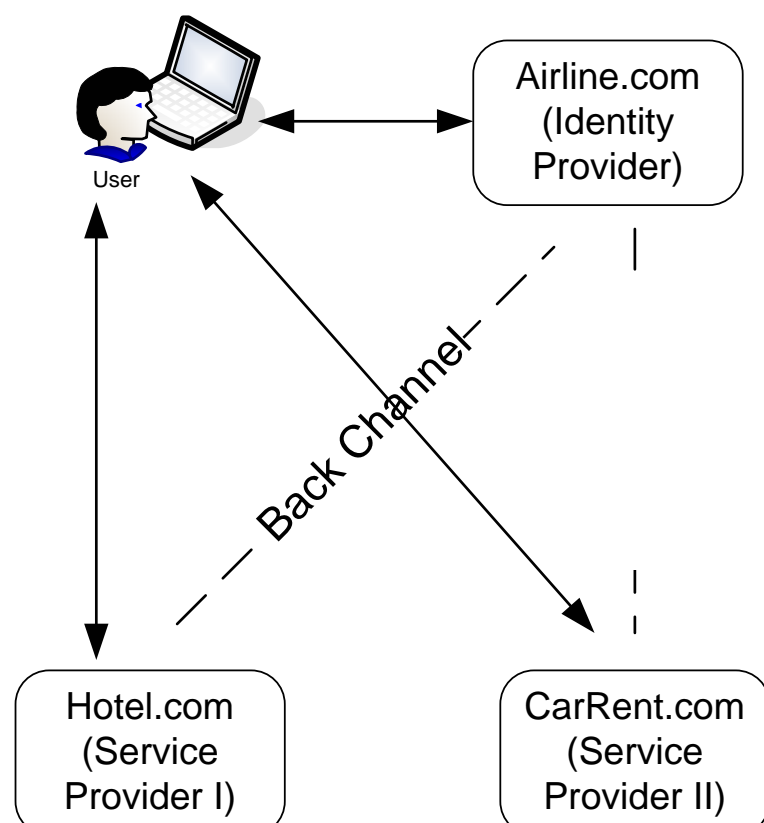 Airline.com
(Identity
Provider)
User
Back Channel
Hotel.com
(Service
Provider I)
CarRent.com
(Service
Provider II)